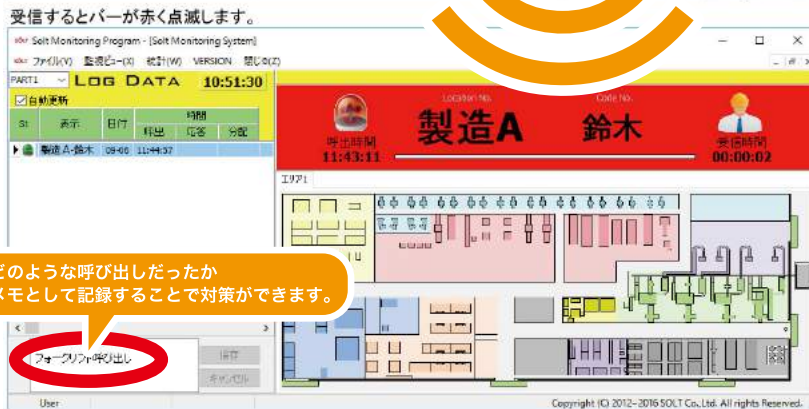 受信するとバーが赤く点滅します。
Solt Monitoring Program - [Solt Monitoring System]
ファイル(V) 監視ビュー(X) 統計(W) VERSION 閉じる(Z)
PART1 LOG DATA 10:51:30
自動更新
St 表示 日付 時間
呼出 応答 分配
製造A-鈴木 09-06 11:44:57
Location No. Code No.
製造A 鈴木
呼出時間 受信時間
11:43:11 00:00:02
エリア1
どのような呼び出しだったか
メモとして記録することで対策ができます。
フォークリフト呼び出し
保存
キャンセル
User
Copyright (C) 2012-2016 SOLT Co., Ltd. All rights Reserved.